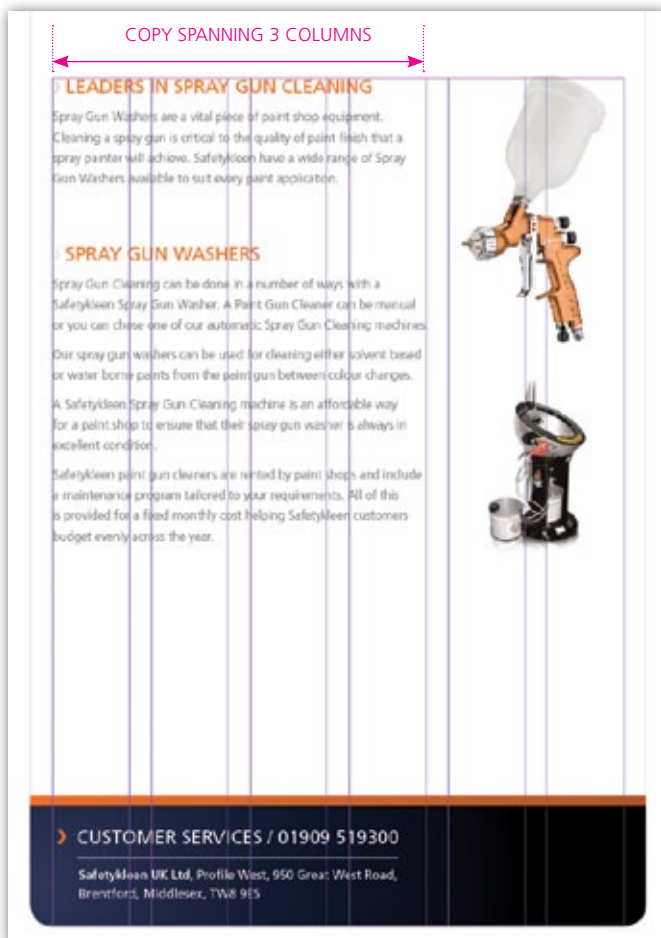 COPY SPANNING 3 COLUMNS
LEADERS IN SPRAY GUN CLEANING
Spray Gun Washers are a vital piece of paint shop equipment.
Cleaning a spray gun is critical to the quality of paint finish that a
spray painter will achieve. Safetykleen have a wide range of Spray
Gun Washers available to suit every paint application.
SPRAY GUN WASHERS
Spray Gun Cleaning can be done in a number of ways with a
Safetykleen Spray Gun Washer. A Paint Gun Cleaner can be manual
or you can chose one of our automatic Spray Gun Cleaning machines.
Our spray gun washers can be used for cleaning either solvent based
or water borne paints from the paint gun between colour changes.
A Safetykleen Spray Gun Cleaning machine is an affordable way
for a paint shop to ensure that their spray gun washer is always in
excellent condition.
Safetykleen paint gun cleaners are rented by paint shops and include
a maintenance program tailored to your requirements. All of this
is provided for a fixed monthly cost helping Safetykleen customers
budget evenly across the year.
CUSTOMER SERVICES / 01909 519300
Safetykleen UK Ltd, Profile West, 950 Great West Road,
Brentford, Middlesex, TW8 9ES